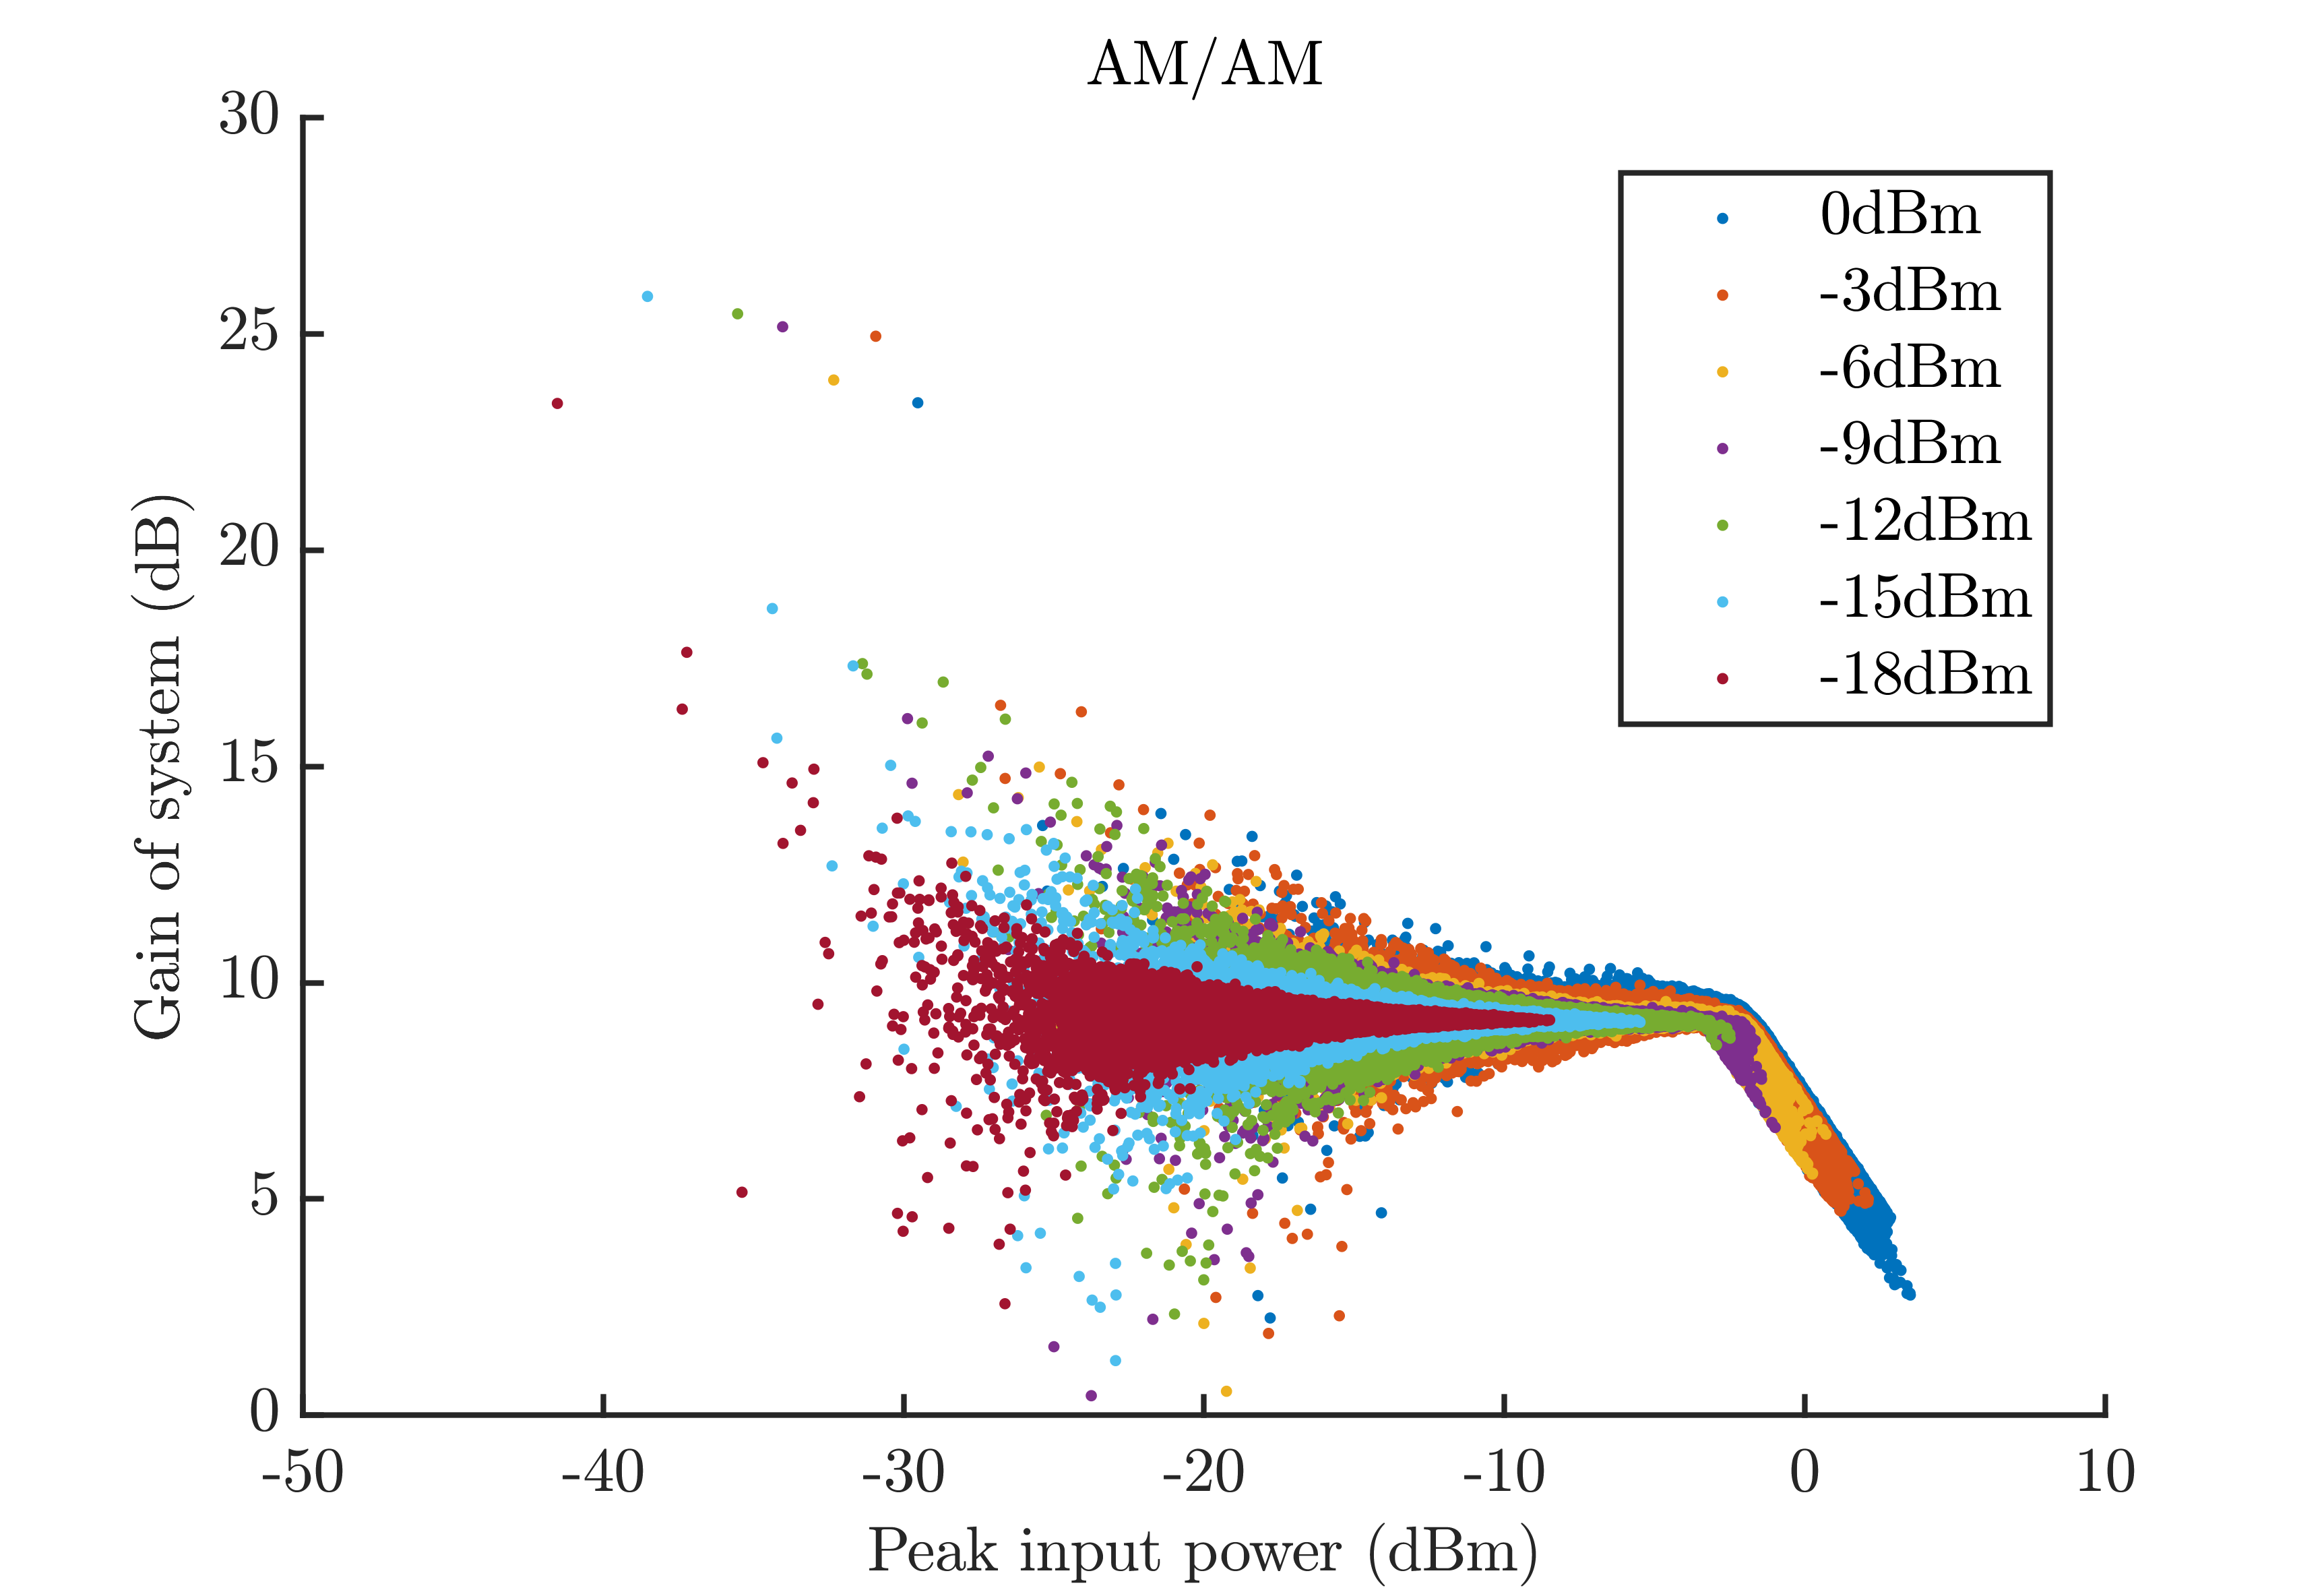 AM/AM
30
25
20
15
10
5
0
Gain of system (dB)
0dBm
-3dBm
-6dBm
-9dBm
-12dBm
-15dBm
-18dBm
-50 -40 -30 -20 -10 0 10
Peak input power (dBm)